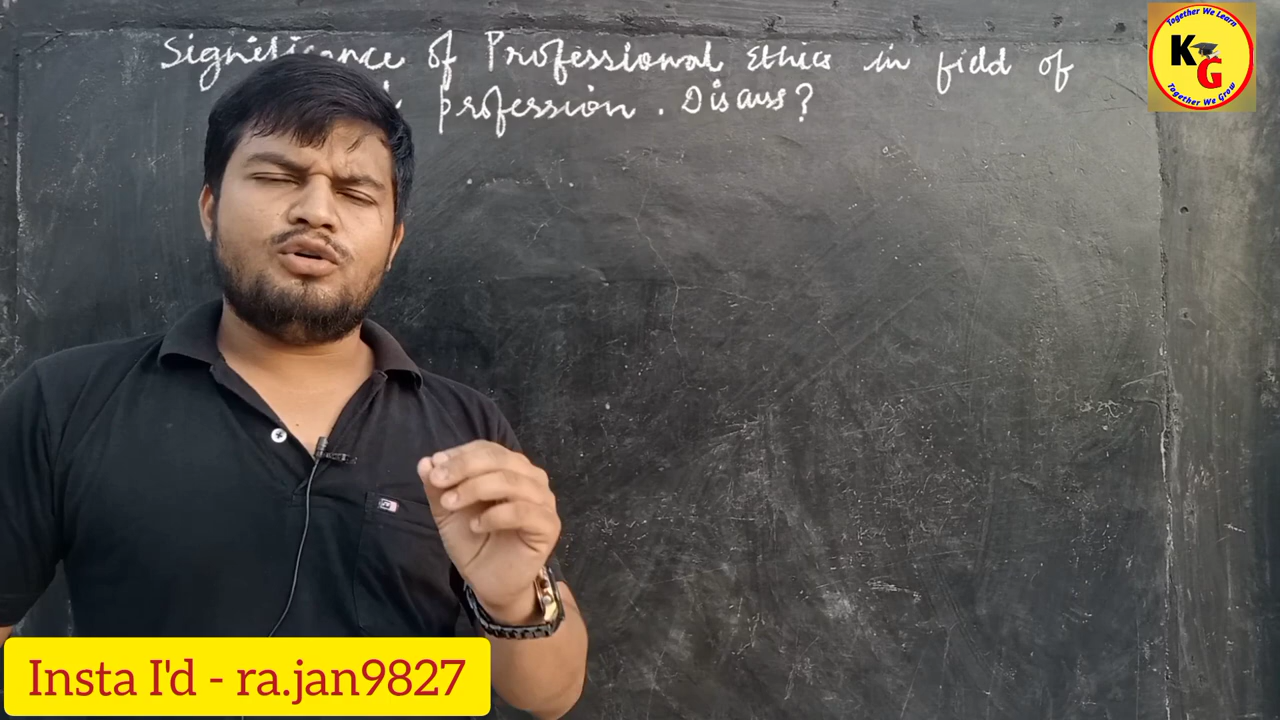 Significance of Professional Ethics in field of
profession. Discuss?
Together We Learn
KG
Together We Grow
Insta I'd - ra.jan9827